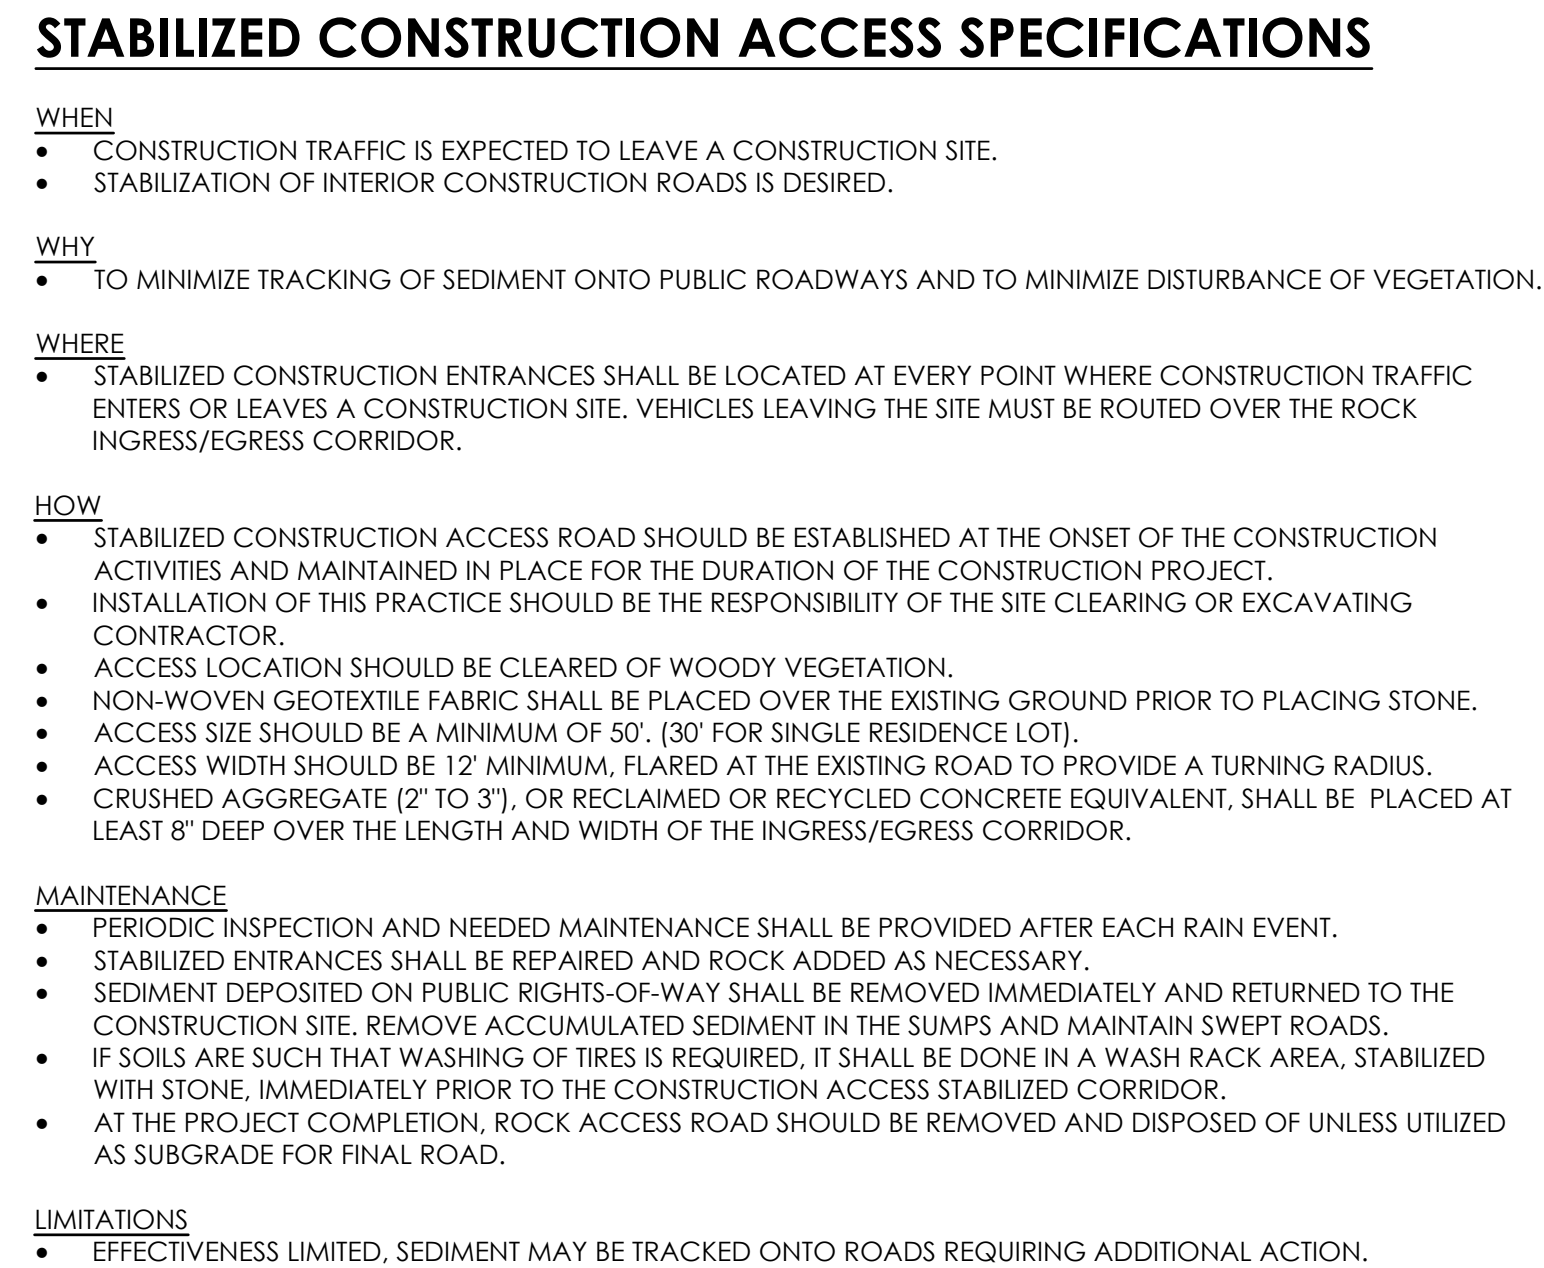 STABILIZED CONSTRUCTION ACCESS SPECIFICATIONS
WHEN
• CONSTRUCTION TRAFFIC IS EXPECTED TO LEAVE A CONSTRUCTION SITE.
• STABILIZATION OF INTERIOR CONSTRUCTION ROADS IS DESIRED.
WHY
• TO MINIMIZE TRACKING OF SEDIMENT ONTO PUBLIC ROADWAYS AND TO MINIMIZE DISTURBANCE OF VEGETATION.
WHERE
• STABILIZED CONSTRUCTION ENTRANCES SHALL BE LOCATED AT EVERY POINT WHERE CONSTRUCTION TRAFFIC
ENTERS OR LEAVES A CONSTRUCTION SITE. VEHICLES LEAVING THE SITE MUST BE ROUTED OVER THE ROCK
INGRESS/EGRESS CORRIDOR.
HOW
• STABILIZED CONSTRUCTION ACCESS ROAD SHOULD BE ESTABLISHED AT THE ONSET OF THE CONSTRUCTION
ACTIVITIES AND MAINTAINED IN PLACE FOR THE DURATION OF THE CONSTRUCTION PROJECT.
• INSTALLATION OF THIS PRACTICE SHOULD BE THE RESPONSIBILITY OF THE SITE CLEARING OR EXCAVATING
CONTRACTOR.
• ACCESS LOCATION SHOULD BE CLEARED OF WOODY VEGETATION.
• NON-WOVEN GEOTEXTILE FABRIC SHALL BE PLACED OVER THE EXISTING GROUND PRIOR TO PLACING STONE.
• ACCESS SIZE SHOULD BE A MINIMUM OF 50'. (30' FOR SINGLE RESIDENCE LOT).
• ACCESS WIDTH SHOULD BE 12' MINIMUM, FLARED AT THE EXISTING ROAD TO PROVIDE A TURNING RADIUS.
• CRUSHED AGGREGATE (2" TO 3"), OR RECLAIMED OR RECYCLED CONCRETE EQUIVALENT, SHALL BE PLACED AT
LEAST 8" DEEP OVER THE LENGTH AND WIDTH OF THE INGRESS/EGRESS CORRIDOR.
MAINTENANCE
• PERIODIC INSPECTION AND NEEDED MAINTENANCE SHALL BE PROVIDED AFTER EACH RAIN EVENT.
• STABILIZED ENTRANCES SHALL BE REPAIRED AND ROCK ADDED AS NECESSARY.
• SEDIMENT DEPOSITED ON PUBLIC RIGHTS-OF-WAY SHALL BE REMOVED IMMEDIATELY AND RETURNED TO THE
CONSTRUCTION SITE. REMOVE ACCUMULATED SEDIMENT IN THE SUMPS AND MAINTAIN SWEPT ROADS.
• IF SOILS ARE SUCH THAT WASHING OF TIRES IS REQUIRED, IT SHALL BE DONE IN A WASH RACK AREA, STABILIZED
WITH STONE, IMMEDIATELY PRIOR TO THE CONSTRUCTION ACCESS STABILIZED CORRIDOR.
• AT THE PROJECT COMPLETION, ROCK ACCESS ROAD SHOULD BE REMOVED AND DISPOSED OF UNLESS UTILIZED
AS SUBGRADE FOR FINAL ROAD.
LIMITATIONS
• EFFECTIVENESS LIMITED, SEDIMENT MAY BE TRACKED ONTO ROADS REQUIRING ADDITIONAL ACTION.